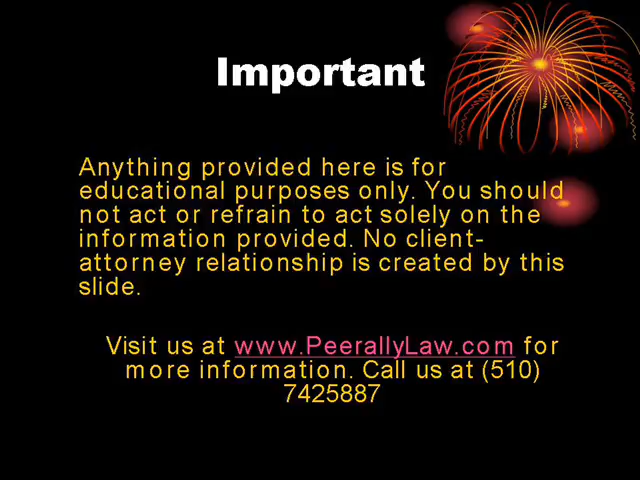 Important
Anything provided here is for
educational purposes only. You should
not act or refrain to act solely on the
information provided. No client-
attorney relationship is created by this
slide.
Visit us at www.PeerallyLaw.com for
more information. Call us at (510)
7425887